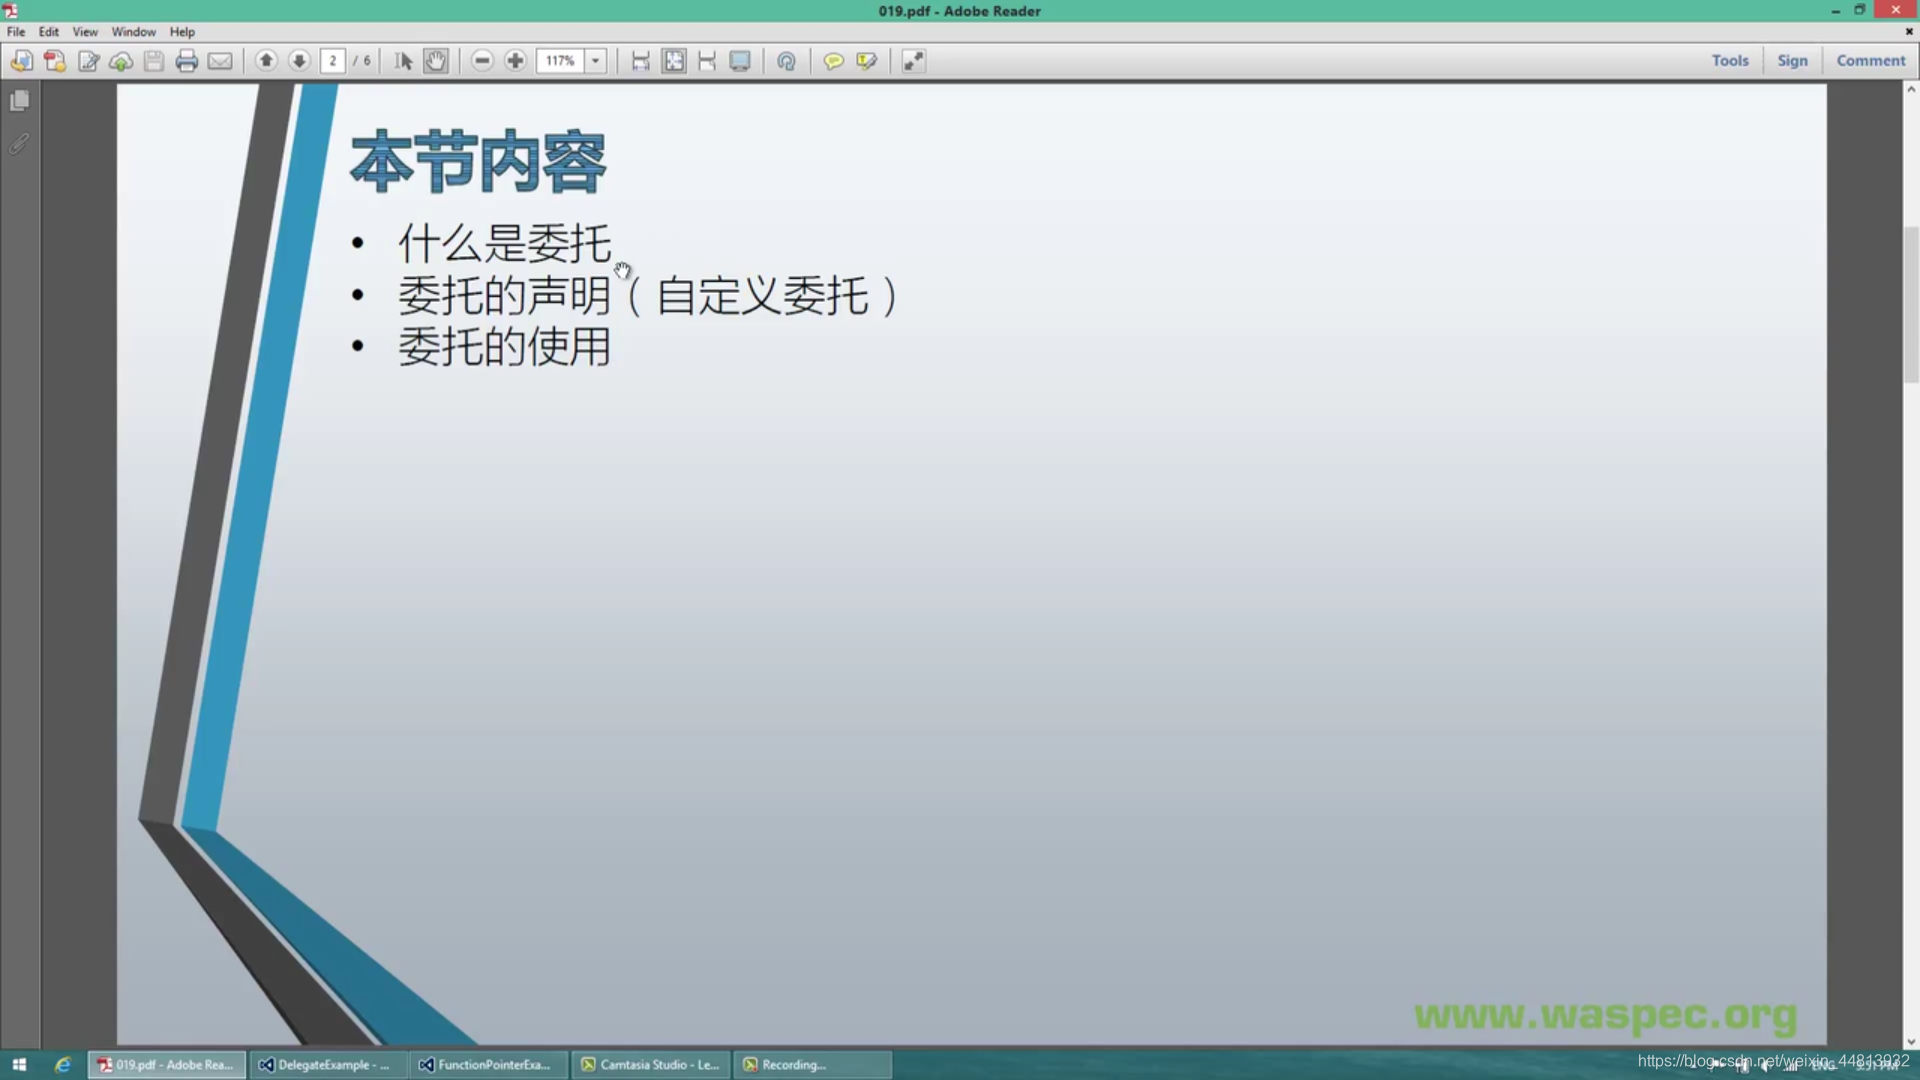 019.pdf - Adobe Reader
File Edit View Window Help
2 / 6 117% Tools Sign Comment
本节内容
• 什么是委托
• 委托的声明（自定义委托）
• 委托的使用
www.waspec.org
019.pdf - Adobe Rea... DelegateExample - ... FunctionPointerExa... Camtasia Studio - Le... Recording...
https://blog.csdn.net/weixin_44813932